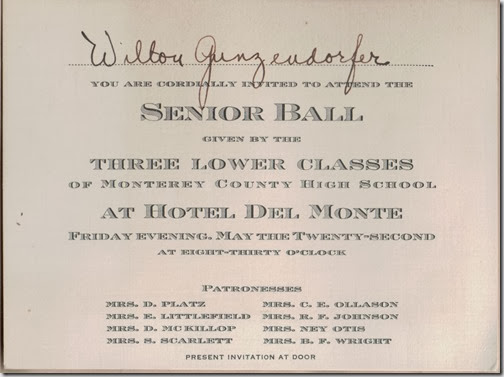 Wilton Gunzendorfer
YOU ARE CORDIALLY INVITED TO ATTEND THE
SENIOR BALL
GIVEN BY THE
THREE LOWER CLASSES
OF MONTEREY COUNTY HIGH SCHOOL
AT HOTEL DEL MONTE
FRIDAY EVENING, MAY THE TWENTY-SECOND
AT EIGHT-THIRTY O'CLOCK
PATRONESSES
MRS. D. PLATZ MRS. C. E. OLLASON
MRS. E. LITTLEFIELD MRS. R. F. JOHNSON
MRS. D. MCKILLOP MRS. NEY OTIS
MRS. S. SCARLETT MRS. B. F. WRIGHT
PRESENT INVITATION AT DOOR